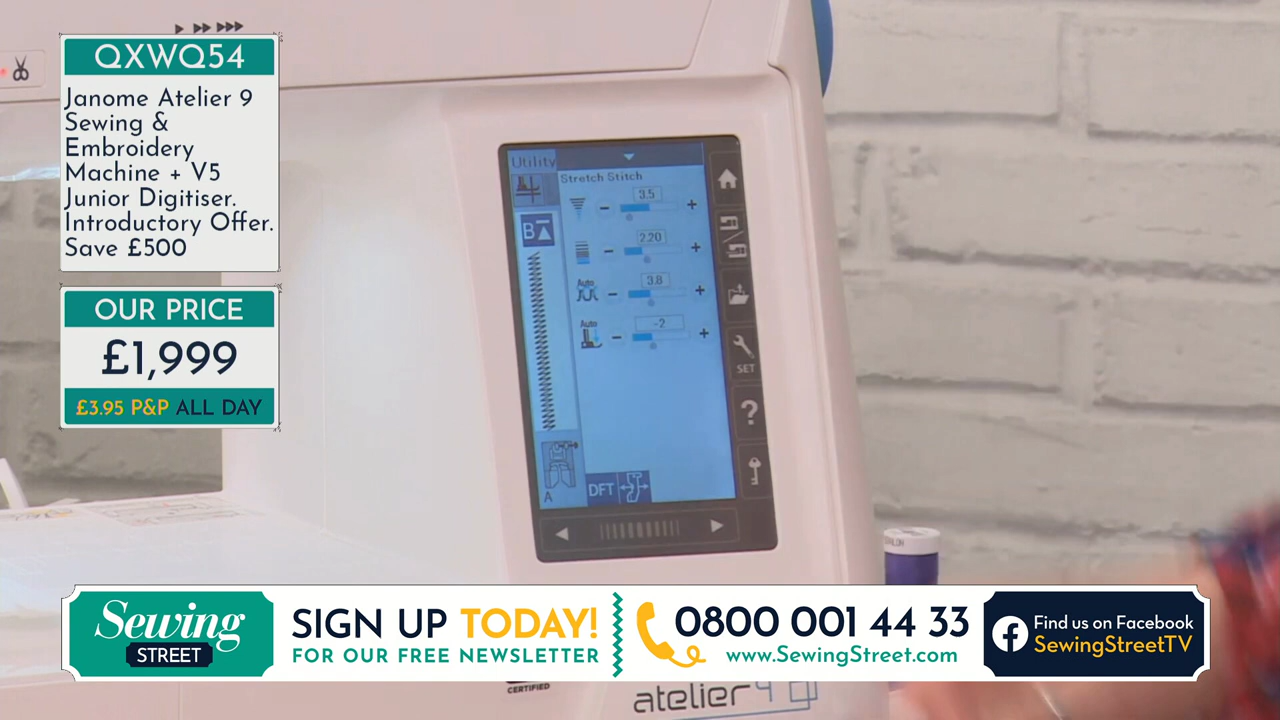 QXWQ54
Janome Atelier 9
Sewing &
Embroidery
Machine + V5
Junior Digitiser.
Introductory Offer.
Save £500
OUR PRICE
£1,999
£3.95 P&P ALL DAY
Utility
Stretch Stitch
3.5
B
2.20
Auto
3.8
Auto
-2
SET
?
A
DFT
Sewing
STREET
SIGN UP TODAY!
FOR OUR FREE NEWSLETTER
0800 001 44 33
www.SewingStreet.com
Find us on Facebook
SewingStreetTV
CERTIFIED
atelier 9